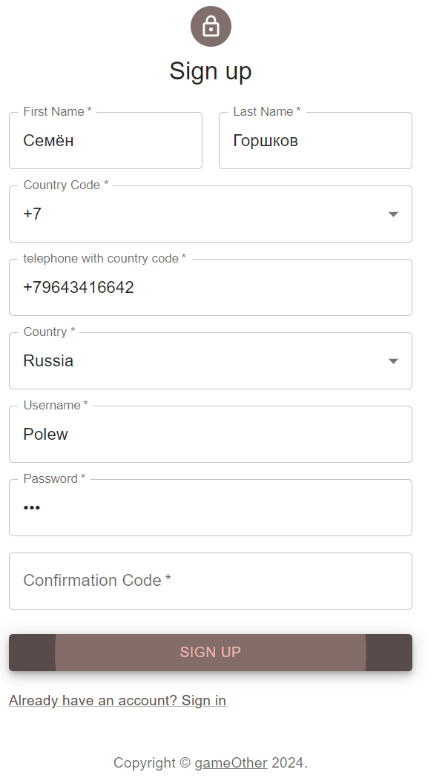 Sign up
First Name *
Last Name *
Семён
Горшков
Country Code *
+7
telephone with country code *
+79643416642
Country *
Russia
Username *
Polew
Password *
•••
Confirmation Code *
SIGN UP
Already have an account? Sign in
Copyright © gameOther 2024.